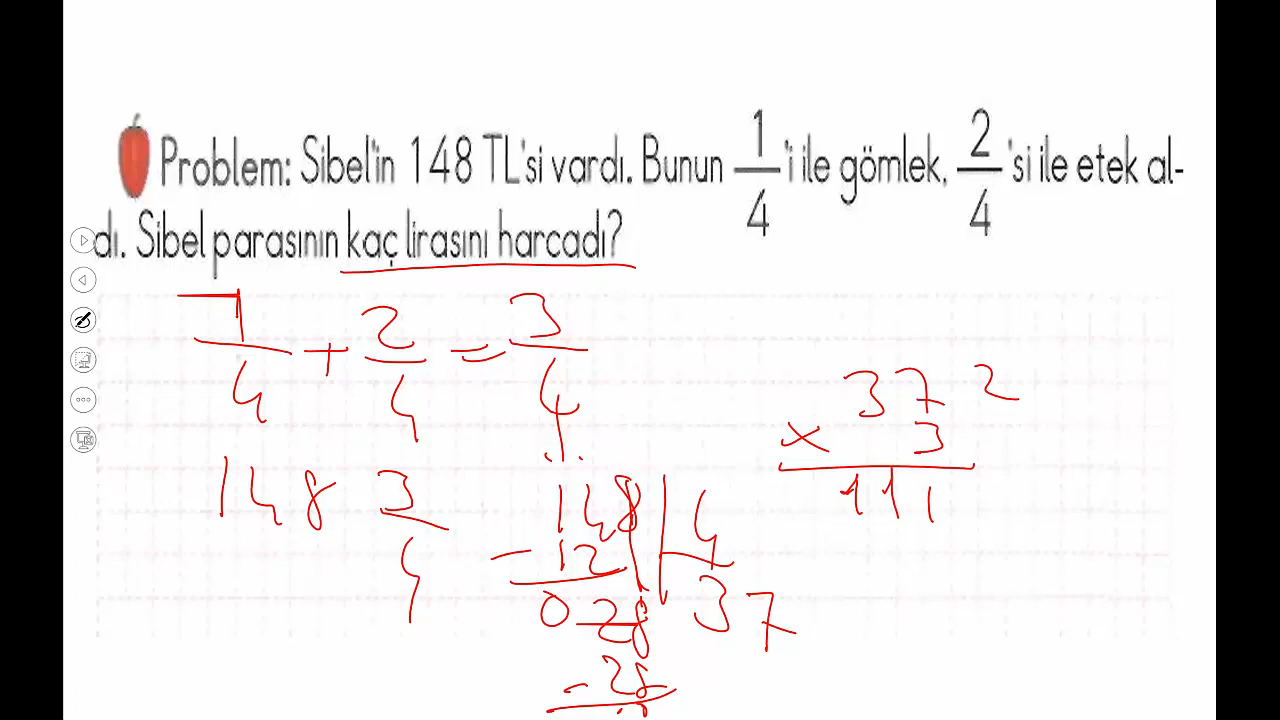 Problem: Sibel'in 148 TL'si vardı. Bunun 1/4'i ile gömlek, 2/4'si ile etek al-
dı. Sibel parasının kaç lirasını harcadı?
1/4 + 2/4 = 3/4
37 2
x 3
111
148 3/4
148 | 4
- 12 37
028
- 28